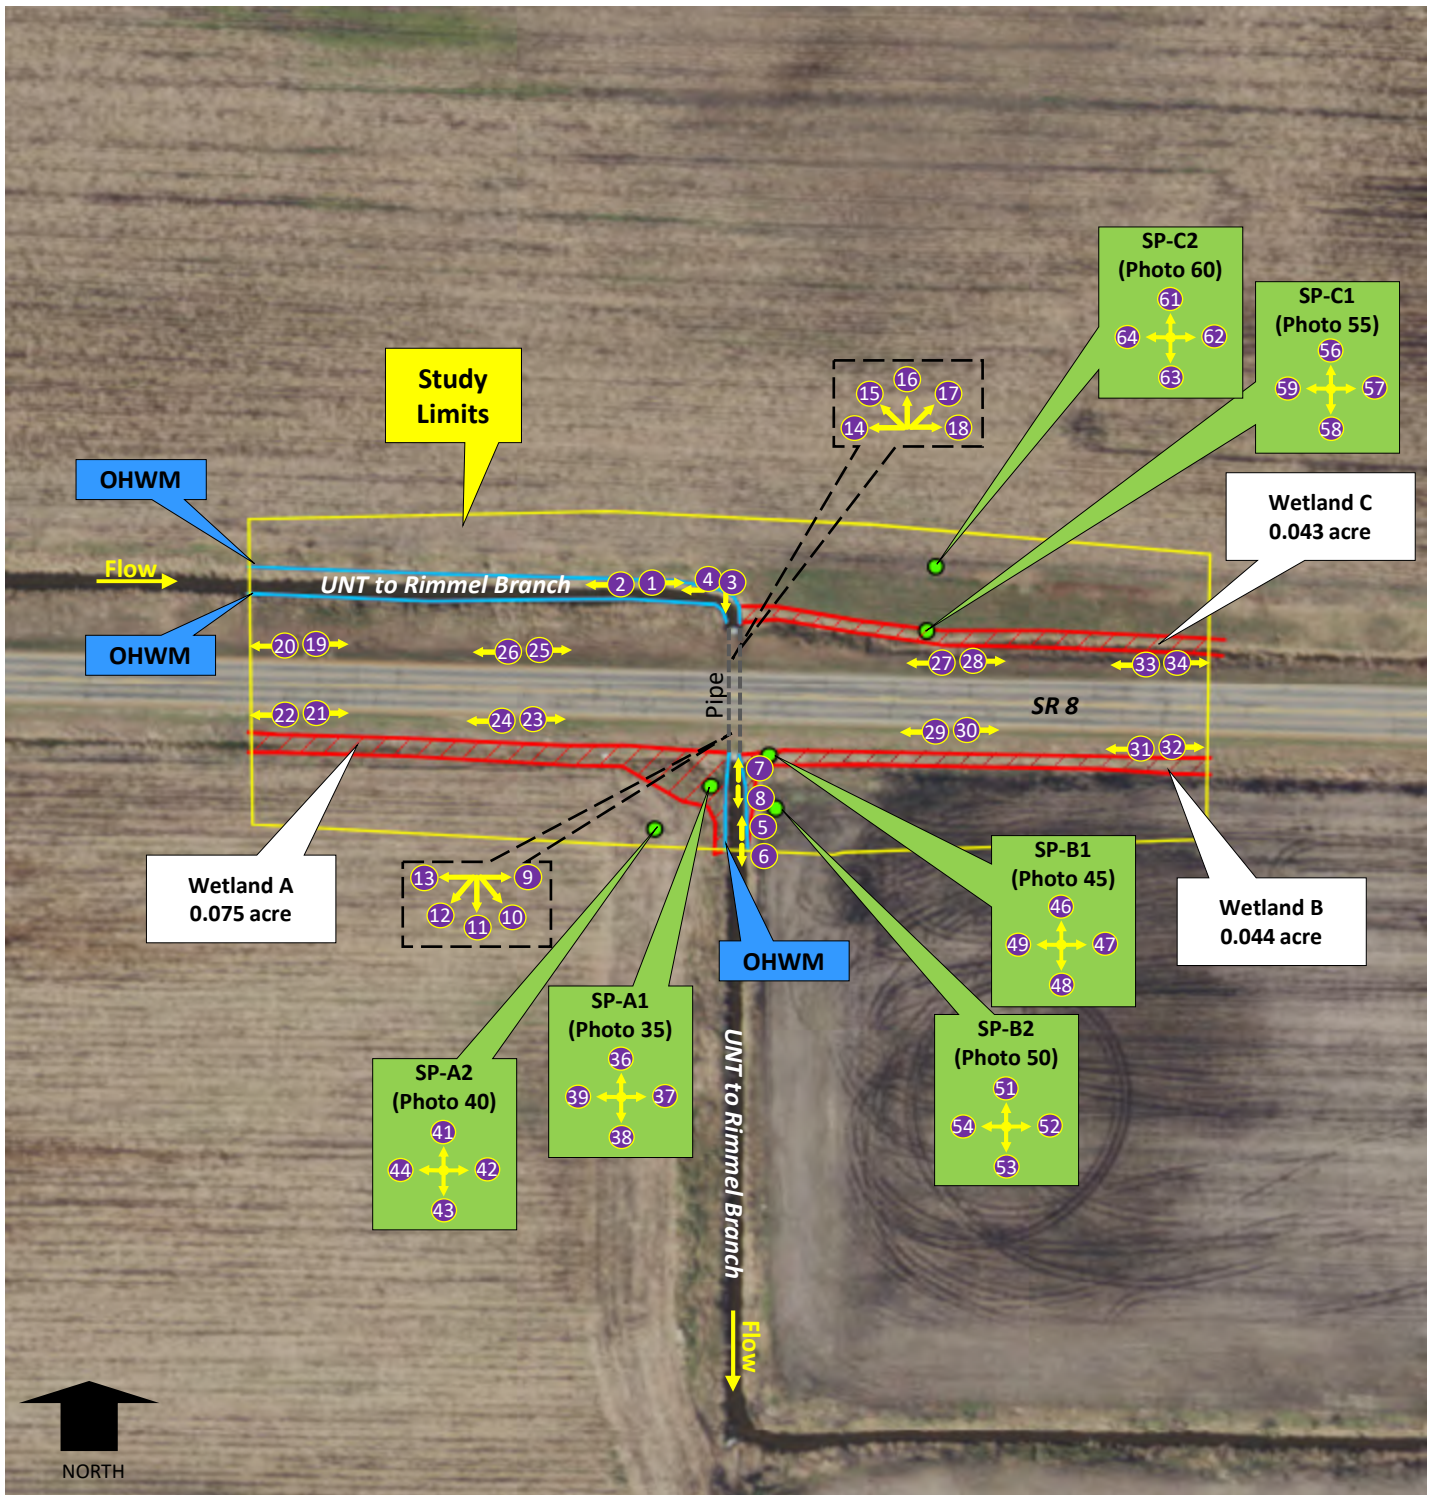 SP-C2
(Photo 60)
61
64
62
63
SP-C1
(Photo 55)
56
59
57
58
Study
Limits
16
15
17
14
18
OHWM
Wetland C
0.043 acre
Flow
UNT to Rimmel Branch
2
1
4
3
OHWM
20
19
26
25
27
28
33
34
Pipe
SR 8
22
21
24
23
29
30
31
32
7
8
5
6
Wetland A
0.075 acre
13
9
12
10
11
SP-B1
(Photo 45)
46
49
47
48
Wetland B
0.044 acre
OHWM
SP-A1
(Photo 35)
36
39
37
38
SP-B2
(Photo 50)
51
54
52
53
SP-A2
(Photo 40)
41
44
42
43
UNT to Rimmel Branch
Flow
NORTH